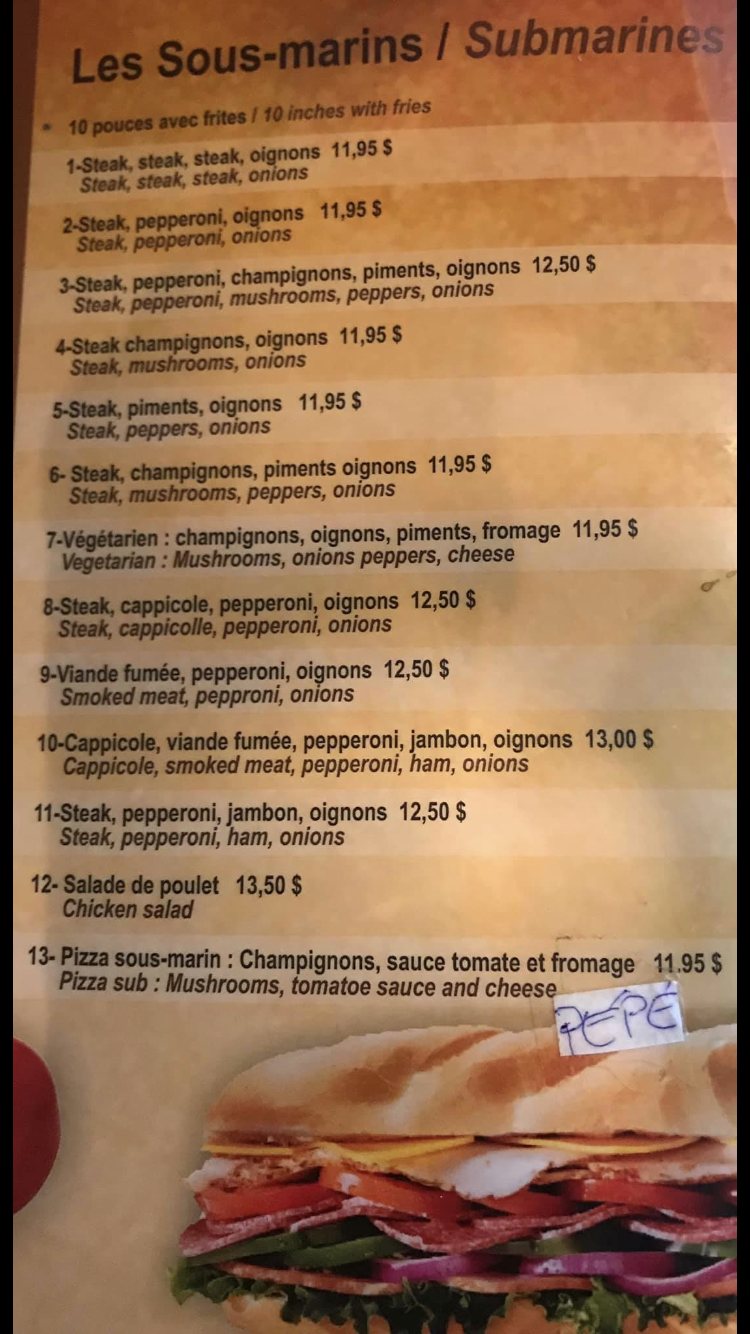 Les Sous-marins / Submarines
10 pouces avec frites / 10 inches with fries
1-Steak, steak, steak, oignons 11,95 $
Steak, steak, steak, onions
2-Steak, pepperoni, oignons 11,95 $
Steak, pepperoni, onions
3-Steak, pepperoni, champignons, piments, oignons 12,50 $
Steak, pepperoni, mushrooms, peppers, onions
4-Steak champignons, oignons 11,95 $
Steak, mushrooms, onions
5-Steak, piments, oignons 11,95 $
Steak, peppers, onions
6- Steak, champignons, piments oignons 11,95 $
Steak, mushrooms, peppers, onions
7-Végétarien : champignons, oignons, piments, fromage 11,95 $
Vegetarian : Mushrooms, onions peppers, cheese
8-Steak, cappicole, pepperoni, oignons 12,50 $
Steak, cappicolle, pepperoni, onions
9-Viande fumée, pepperoni, oignons 12,50 $
Smoked meat, pepproni, onions
10-Cappicole, viande fumée, pepperoni, jambon, oignons 13,00 $
Cappicole, smoked meat, pepperoni, ham, onions
11-Steak, pepperoni, jambon, oignons 12,50 $
Steak, pepperoni, ham, onions
12- Salade de poulet 13,50 $
Chicken salad
13- Pizza sous-marin : Champignons, sauce tomate et fromage 11.95 $
Pizza sub : Mushrooms, tomatoe sauce and cheese
PÉPÉ